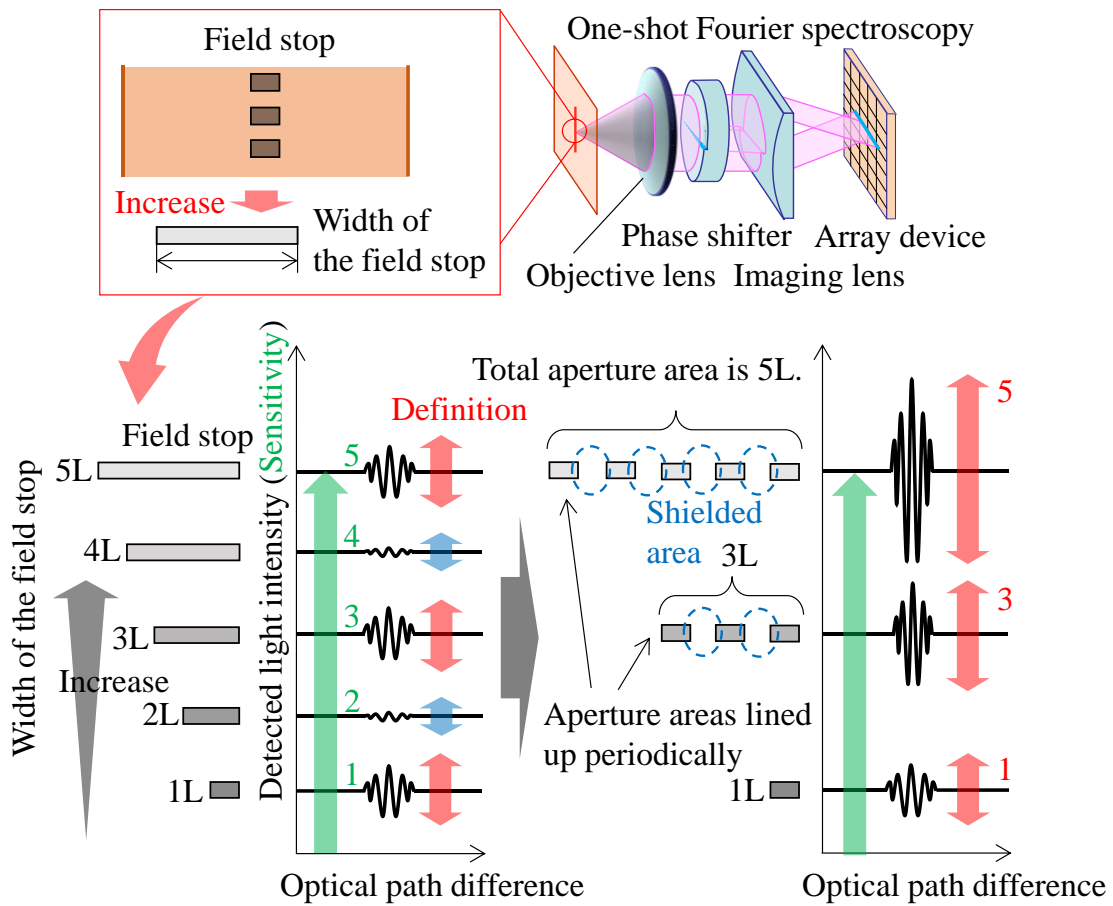 One-shot Fourier spectroscopy
Field stop
Increase
Width of
the field stop
Phase shifter
Array device
Objective lens
Imaging lens
Width of the field stop
Increase
Field stop
5L
4L
3L
2L
1L
Detected light intensity (Sensitivity)
Definition
5
4
3
2
1
Optical path difference
Total aperture area is 5L.
Shielded
area
3L
Aperture areas lined
up periodically
1L
5
3
1
Optical path difference